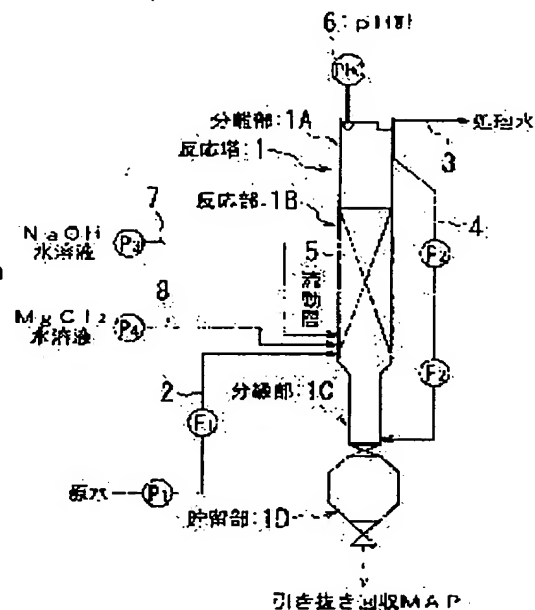 6:pH計
分離部:1A
処理水
反応塔:1
3
反応部:1B
4
7
NaOH
水溶液
P3
5
流動層
F2
8
MgCl2
水溶液
P4
2
分級部:1C
F1
原水
P1
貯留部:1D
引き抜き回収MAP